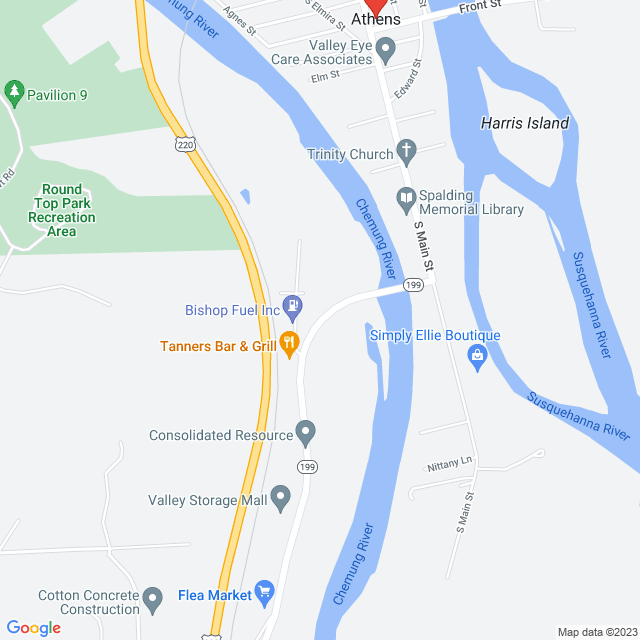 Chemung River
Agnes St
S Elmira St
Athens
Front St
Valley Eye
Care Associates
Elm St
Edward St
Pavilion 9
220
Harris Island
Trinity Church
Round
Top Park
Recreation
Area
Spalding
Memorial Library
Chemung River
S Main St
199
Susquehanna River
Bishop Fuel Inc
Tanners Bar & Grill
Simply Ellie Boutique
Susquehanna River
Consolidated Resource
199
Nittany Ln
Valley Storage Mall
S Main St
Chemung River
Cotton Concrete
Construction
Flea Market
Google
Map data ©2023